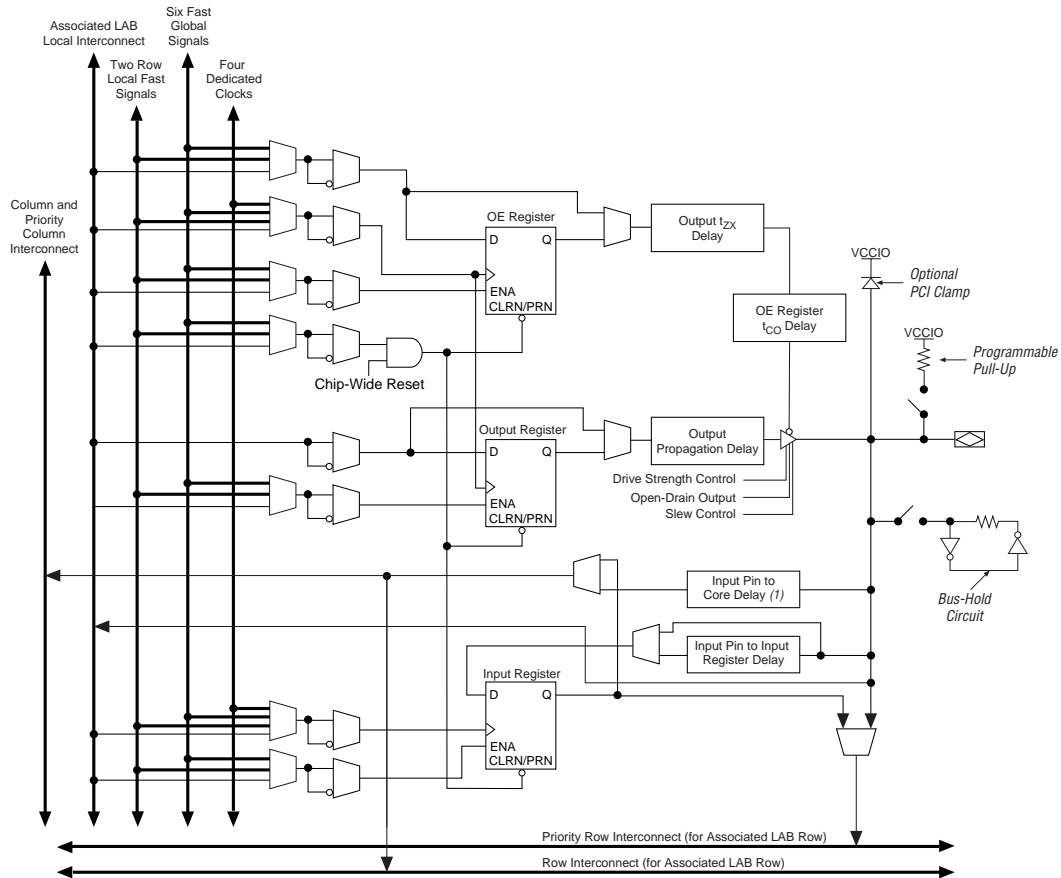 Six Fast
Global
Signals
Associated LAB
Local Interconnect
Two Row
Local Fast
Signals
Four
Dedicated
Clocks
Column and
Priority
Column
Interconnect
OE Register
D Q
ENA
CLRN/PRN
Output tZX
Delay
OE Register
tCO Delay
VCCIO
Optional
PCI Clamp
VCCIO
Programmable
Pull-Up
Chip-Wide Reset
Output Register
D Q
ENA
CLRN/PRN
Output
Propagation Delay
Drive Strength Control
Open-Drain Output
Slew Control
Input Pin to
Core Delay (1)
Bus-Hold
Circuit
Input Pin to Input
Register Delay
Input Register
D Q
ENA
CLRN/PRN
Priority Row Interconnect (for Associated LAB Row)
Row Interconnect (for Associated LAB Row)